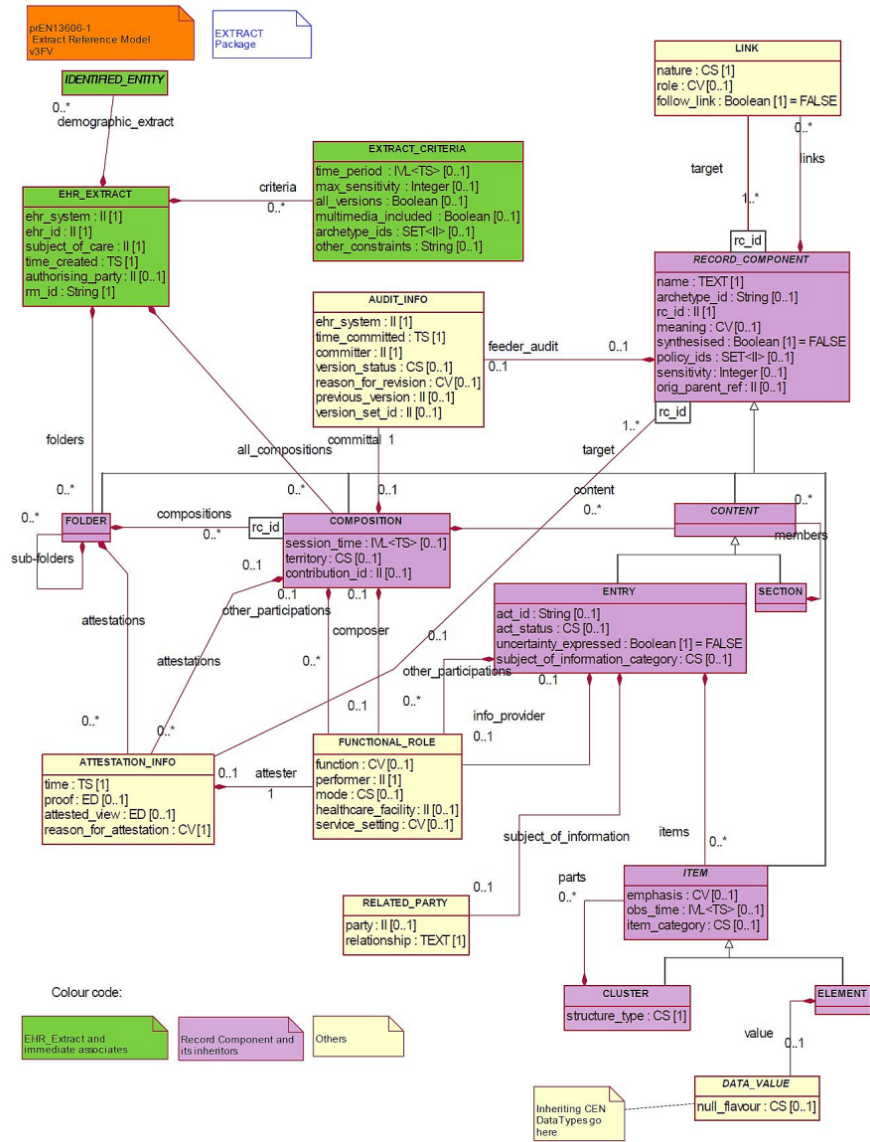 prEN13606-1
Extract Reference Model
v3FV
EXTRACT
Package
LINK
nature : CS [1]
role : CV [0..1]
follow_link : Boolean [1] = FALSE
IDENTIFIED_ENTITY
0..*
demographic_extract
0..*
links
target
1..*
EXTRACT_CRITERIA
time_period : IVL<TS> [0..1]
max_sensitivity : Integer [0..1]
all_versions : Boolean [0..1]
multimedia_included : Boolean [0..1]
archetype_ids : SET<II> [0..1]
other_constraints : String [0..1]
criteria
0..*
EHR_EXTRACT
ehr_system : II [1]
ehr_id : II [1]
subject_of_care : II [1]
time_created : TS [1]
authorising_party : II [0..1]
rm_id : String [1]
rc_id
RECORD_COMPONENT
name : TEXT [1]
archetype_id : String [0..1]
rc_id : II [1]
meaning : CV [0..1]
synthesised : Boolean [1] = FALSE
policy_ids : SET<II> [0..1]
sensitivity : Integer [0..1]
orig_parent_ref : II [0..1]
rc_id
AUDIT_INFO
ehr_system : II [1]
time_committed : TS [1]
committer : II [1]
version_status : CS [0..1]
reason_for_revision : CV [0..1]
previous_version : II [0..1]
version_set_id : II [0..1]
feeder_audit
0..1
0..1
1..*
folders
all_compositions
committal
1
target
0..*
0..*
0..1
content
0..*
0..*
0..*
FOLDER
compositions
0..*
rc_id
COMPOSITION
session_time : IVL<TS> [0..1]
territory : CS [0..1]
contribution_id : II [0..1]
CONTENT
members
sub-folders
0..1
0..1
0..1
other_participations
ENTRY
act_id : String [0..1]
act_status : CS [0..1]
uncertainty_expressed : Boolean [1] = FALSE
subject_of_information_category : CS [0..1]
SECTION
attestations
composer
0..1
attestations
0..*
other_participations
0..1
0..*
0..*
0..1
0..*
info_provider
0..1
ATTESTATION_INFO
time : TS [1]
proof : ED [0..1]
attested_view : ED [0..1]
reason_for_attestation : CV [1]
0..1
attester
1
FUNCTIONAL_ROLE
function : CV [0..1]
performer : II [1]
mode : CS [0..1]
healthcare_facility : II [0..1]
service_setting : CV [0..1]
subject_of_information
items
0..*
RELATED_PARTY
party : II [0..1]
relationship : TEXT [1]
0..1
parts
0..*
ITEM
emphasis : CV [0..1]
obs_time : IVL<TS> [0..1]
item_category : CS [0..1]
Colour code:
EHR_Extract and
immediate associates
Record Component and
its inheritors
Others
CLUSTER
structure_type : CS [1]
ELEMENT
value
0..1
DATA_VALUE
null_flavour : CS [0..1]
Inheriting CEN
DataTypes go
here